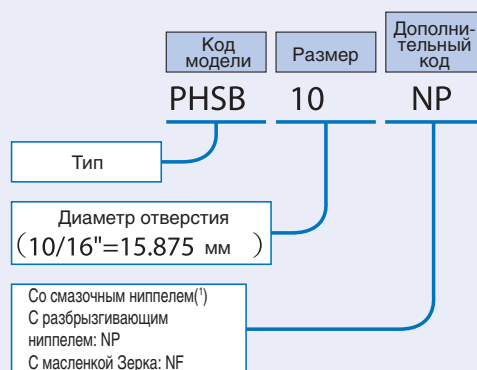 Код
модели
Размер
Дополни-
тельный
код
PHSB 10 NP
Тип
Диаметр отверстия
(10/16"=15.875 мм )
Со смазочным ниппелем(¹)
С разбрызгивающим
ниппелем: NP
С масленкой Зерка: NF